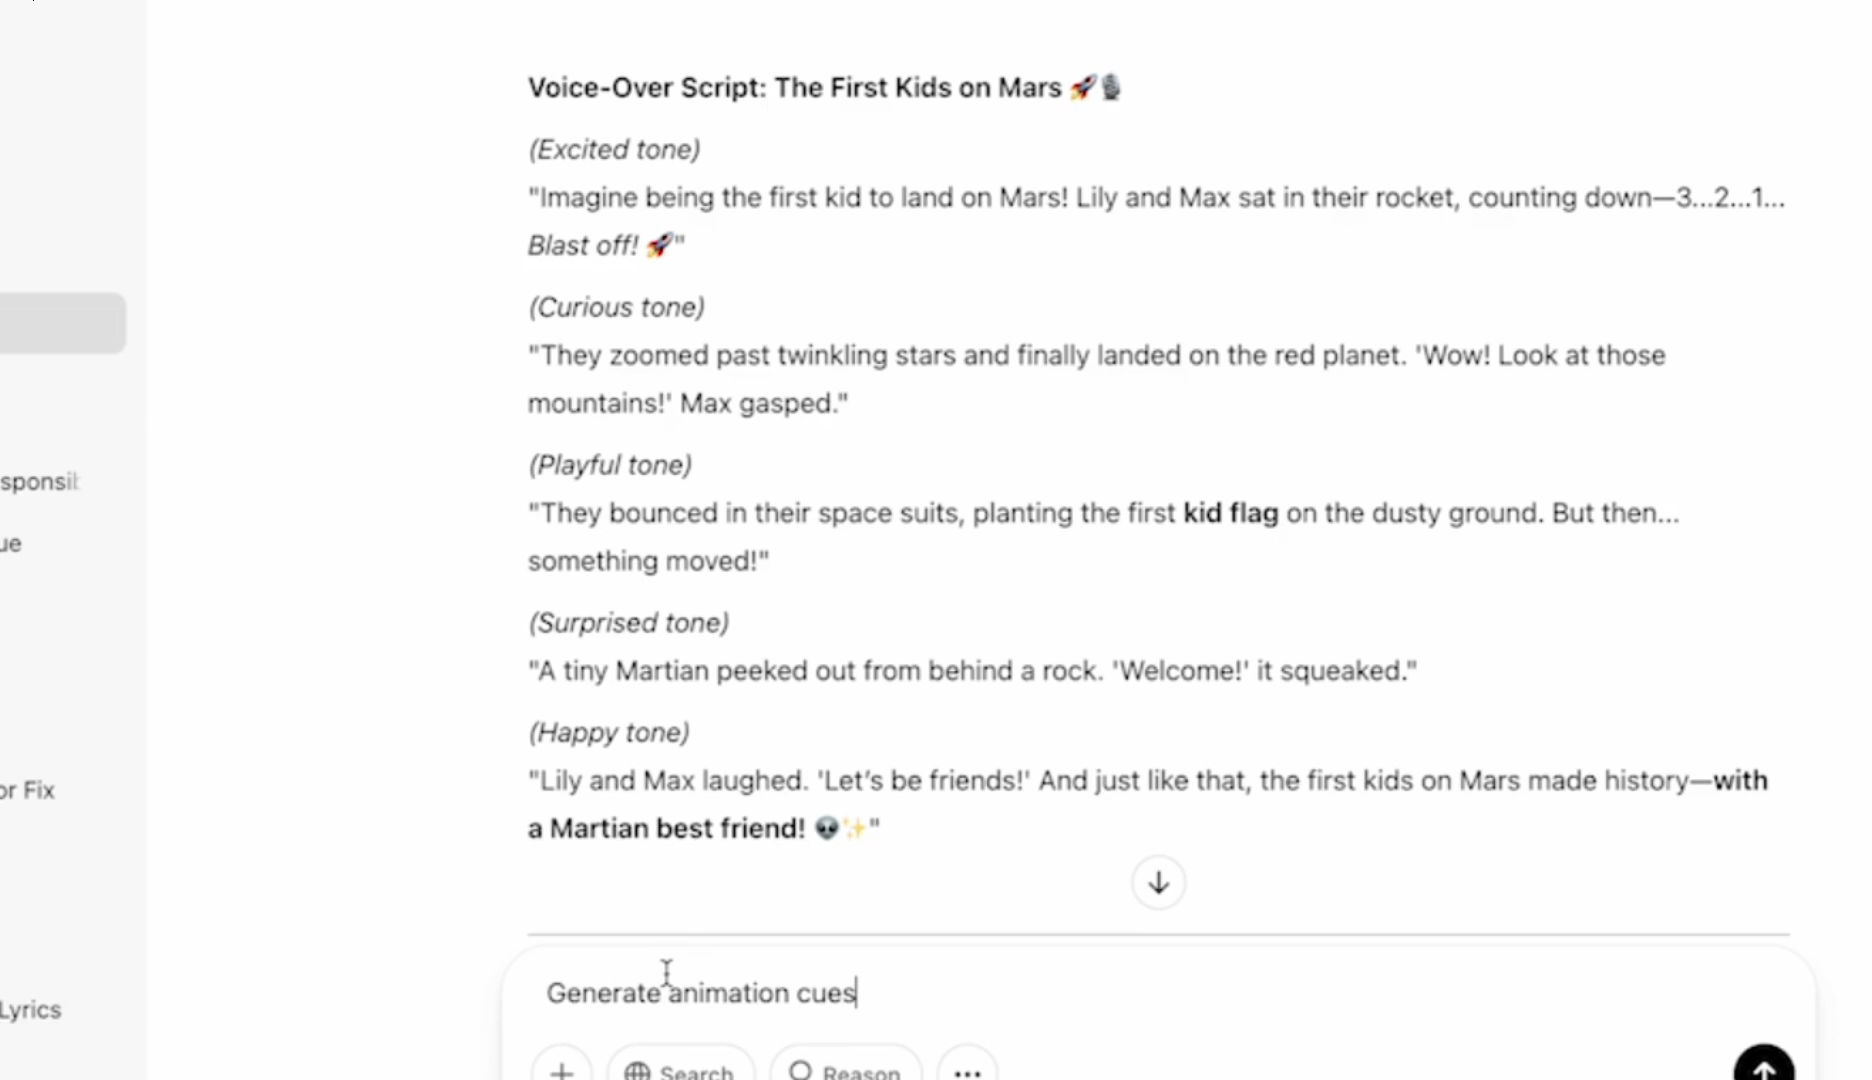 Voice-Over Script: The First Kids on Mars 🚀🎙️
(Excited tone)
"Imagine being the first kid to land on Mars! Lily and Max sat in their rocket, counting down—3...2...1...
Blast off! 🚀"
(Curious tone)
"They zoomed past twinkling stars and finally landed on the red planet. 'Wow! Look at those
mountains!' Max gasped."
(Playful tone)
"They bounced in their space suits, planting the first kid flag on the dusty ground. But then...
something moved!"
(Surprised tone)
"A tiny Martian peeked out from behind a rock. 'Welcome!' it squeaked."
(Happy tone)
"Lily and Max laughed. 'Let's be friends!' And just like that, the first kids on Mars made history—with
a Martian best friend! 👽✨"
sponsib
ue
or Fix
Lyrics
Generate animation cues
Search
Reason